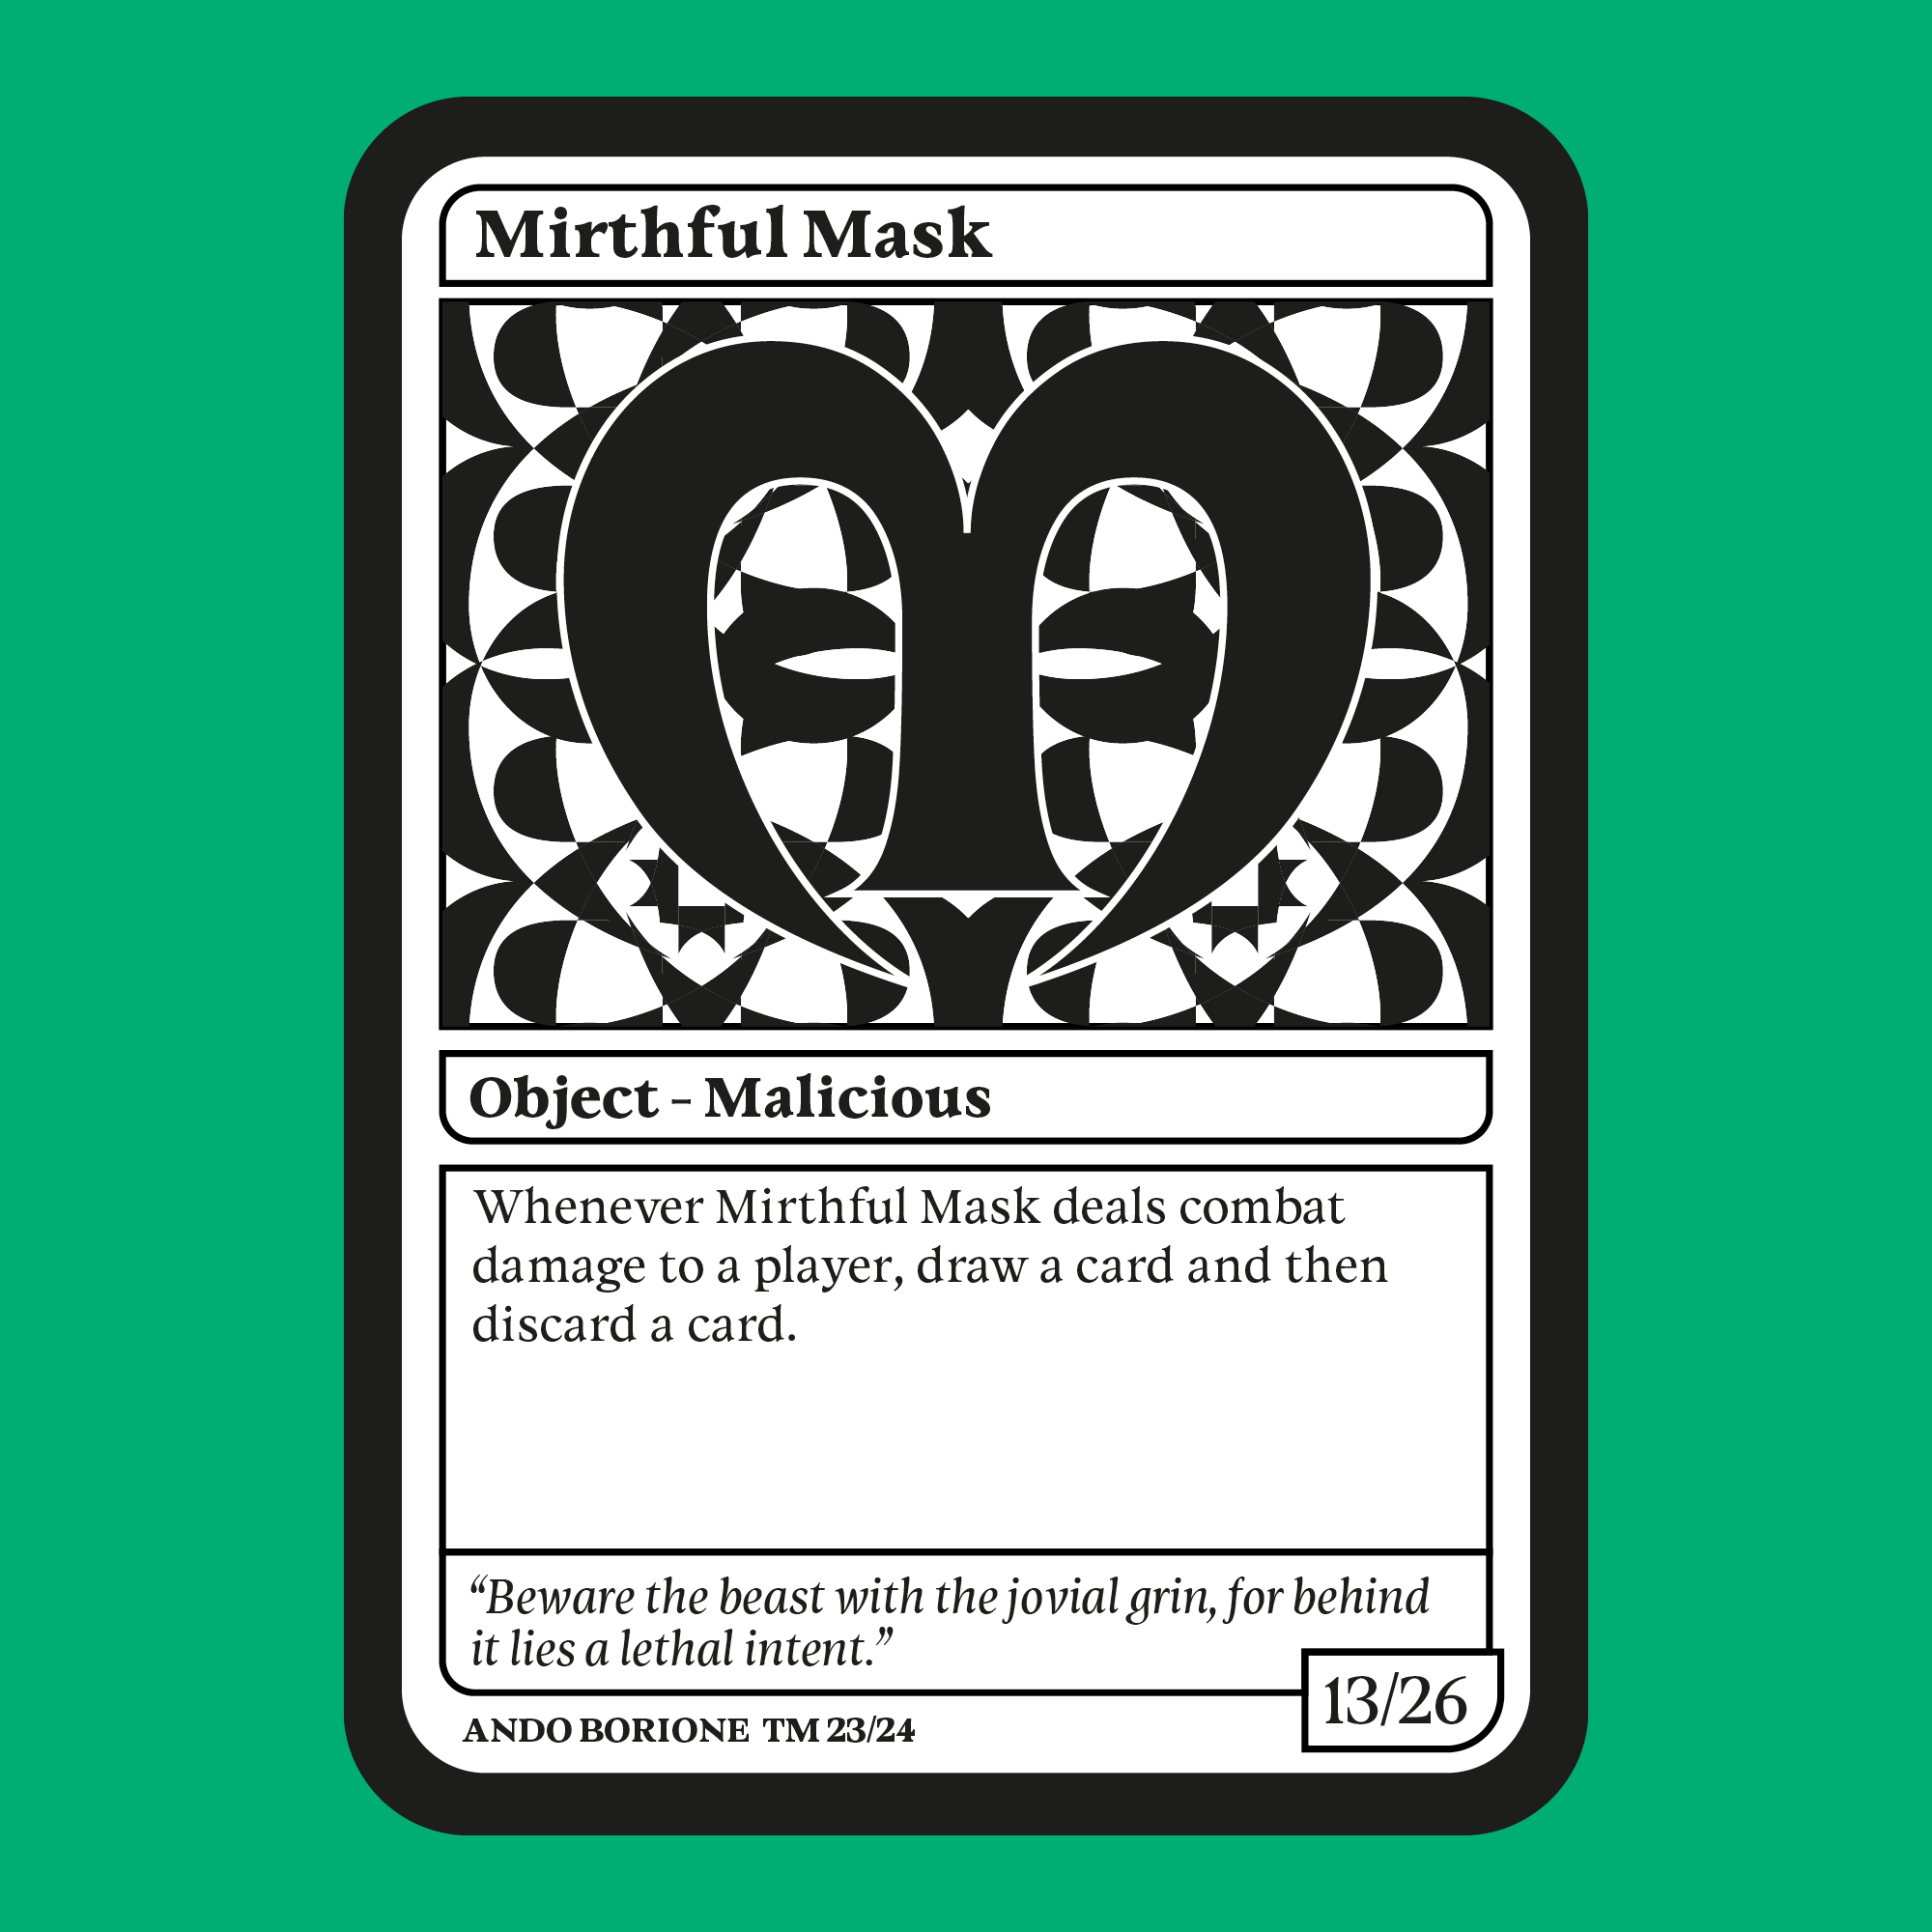 Mirthful Mask
m
Object - Malicious
Whenever Mirthful Mask deals combat
damage to a player, draw a card and then
discard a card.
“Beware the beast with the jovial grin, for behind
it lies a lethal intent.”
13/26
ANDO BORIONE TM 23/24